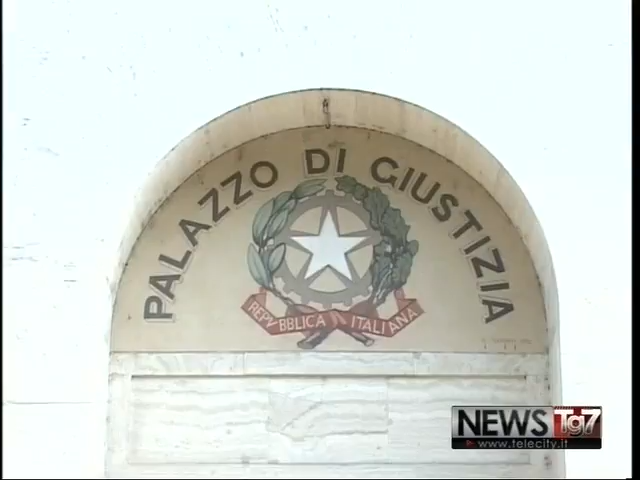 PALAZZO DI GIUSTIZIA
REPVBBLICA ITALIANA
NEWS Tg7
www.telecity.it